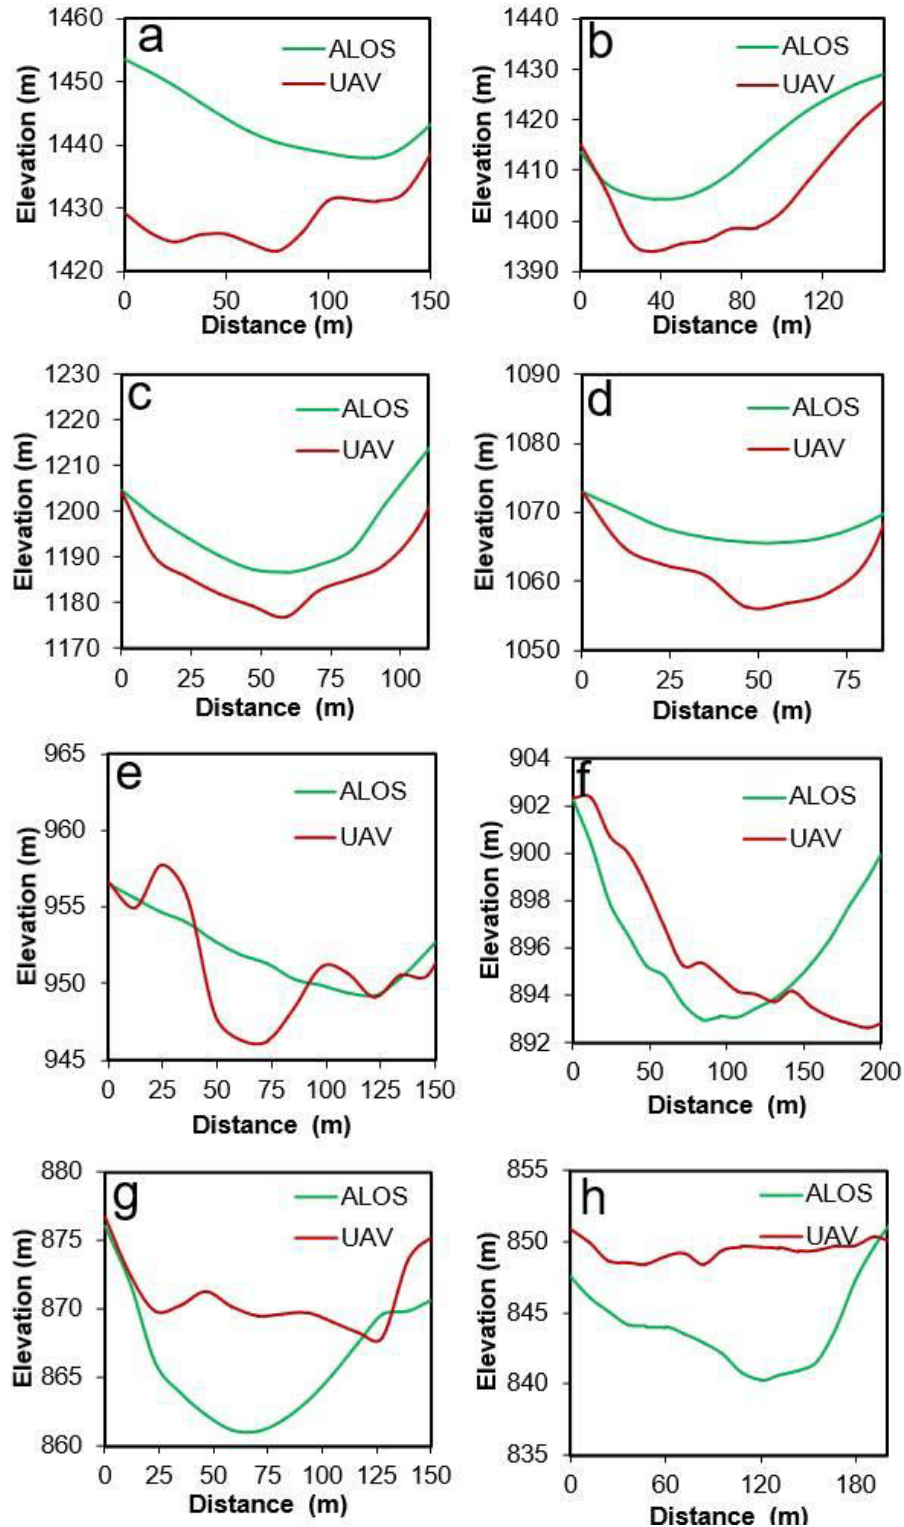 a
ALOS
UAV
1460
1450
1440
1430
1420
Elevation (m)
0 50 100 150
Distance (m)
b
ALOS
UAV
1440
1430
1420
1410
1400
1390
Elevation (m)
0 40 80 120
Distance (m)
c
ALOS
UAV
1230
1220
1210
1200
1190
1180
1170
Elevation (m)
0 25 50 75 100
Distance (m)
d
ALOS
UAV
1090
1080
1070
1060
1050
Elevation (m)
0 25 50 75
Distance (m)
e
ALOS
UAV
965
960
955
950
945
Elevation (m)
0 25 50 75 100 125 150
Distance (m)
f
ALOS
UAV
904
902
900
898
896
894
892
Elevation (m)
0 50 100 150 200
Distance (m)
g
ALOS
UAV
880
875
870
865
860
Elevation (m)
0 25 50 75 100 125 150
Distance (m)
h
ALOS
UAV
855
850
845
840
835
Elevation (m)
0 60 120 180
Distance (m)